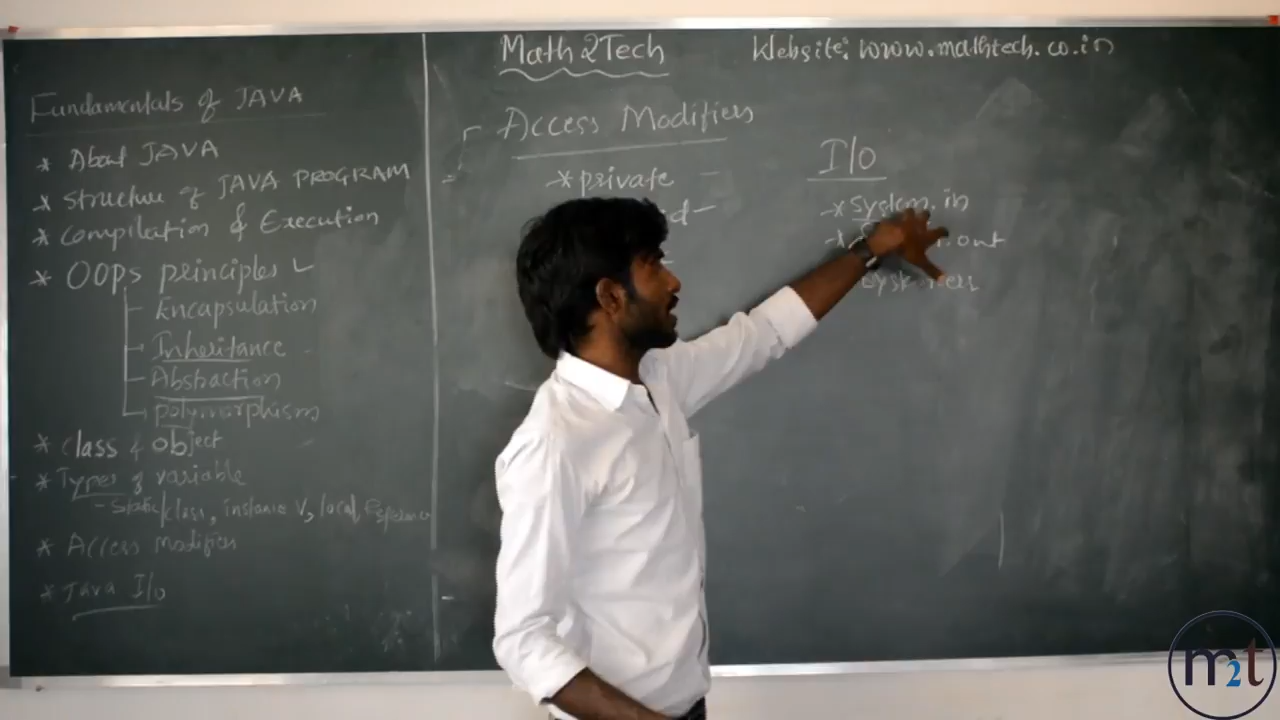 Math2Tech
Website: www.mathtech.co.in
Fundamentals of JAVA
* About JAVA
* Structure of JAVA PROGRAM
* Compilation & Execution
* OOPs principles ✓
- Encapsulation
- Inheritance
- Abstraction
- polymorphism
* Class & object
* Types of variable
- Static/class, instance V, local, Reference
* Access Modifiers
* Java I/o
Access Modifiers
* private -
d -
I/o
* System.in
* .out
System.err
m2t